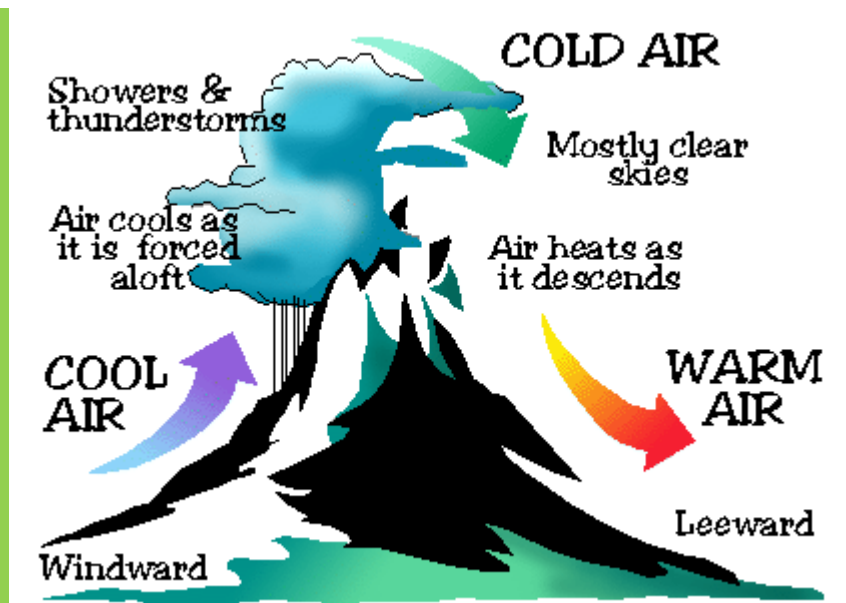 COLD AIR
Showers &
thunderstorms
Mostly clear
skies
Air cools as
it is forced
aloft
Air heats as
it descends
COOL
AIR
WARM
AIR
Leeward
Windward